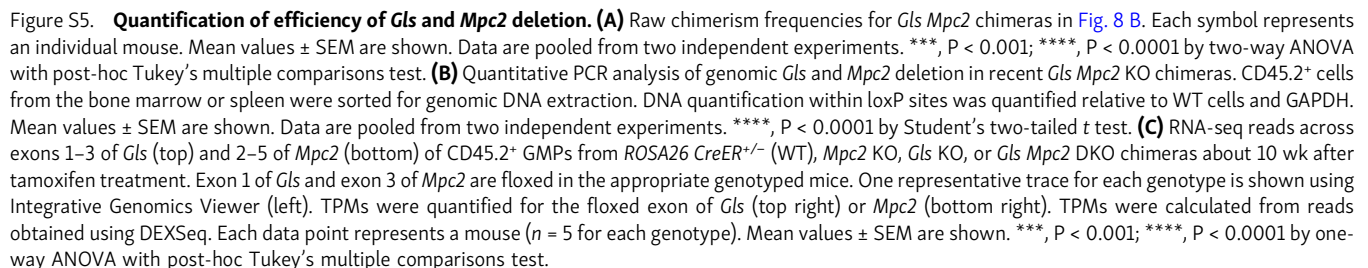 Figure S5. Quantification of efficiency of Gls and Mpc2 deletion. (A) Raw chimerism frequencies for Gls Mpc2 chimeras in Fig. 8 B. Each symbol represents
an individual mouse. Mean values ± SEM are shown. Data are pooled from two independent experiments. ***, P < 0.001; ****, P < 0.0001 by two-way ANOVA
with post-hoc Tukey's multiple comparisons test. (B) Quantitative PCR analysis of genomic Gls and Mpc2 deletion in recent Gls Mpc2 KO chimeras. CD45.2⁺ cells
from the bone marrow or spleen were sorted for genomic DNA extraction. DNA quantification within loxP sites was quantified relative to WT cells and GAPDH.
Mean values ± SEM are shown. Data are pooled from two independent experiments. ****, P < 0.0001 by Student's two-tailed t test. (C) RNA-seq reads across
exons 1–3 of Gls (top) and 2–5 of Mpc2 (bottom) of CD45.2⁺ GMPs from ROSA26 CreER⁺/⁻ (WT), Mpc2 KO, Gls KO, or Gls Mpc2 DKO chimeras about 10 wk after
tamoxifen treatment. Exon 1 of Gls and exon 3 of Mpc2 are floxed in the appropriate genotyped mice. One representative trace for each genotype is shown using
Integrative Genomics Viewer (left). TPMs were quantified for the floxed exon of Gls (top right) or Mpc2 (bottom right). TPMs were calculated from reads
obtained using DEXSeq. Each data point represents a mouse (n = 5 for each genotype). Mean values ± SEM are shown. ***, P < 0.001; ****, P < 0.0001 by one-
way ANOVA with post-hoc Tukey's multiple comparisons test.